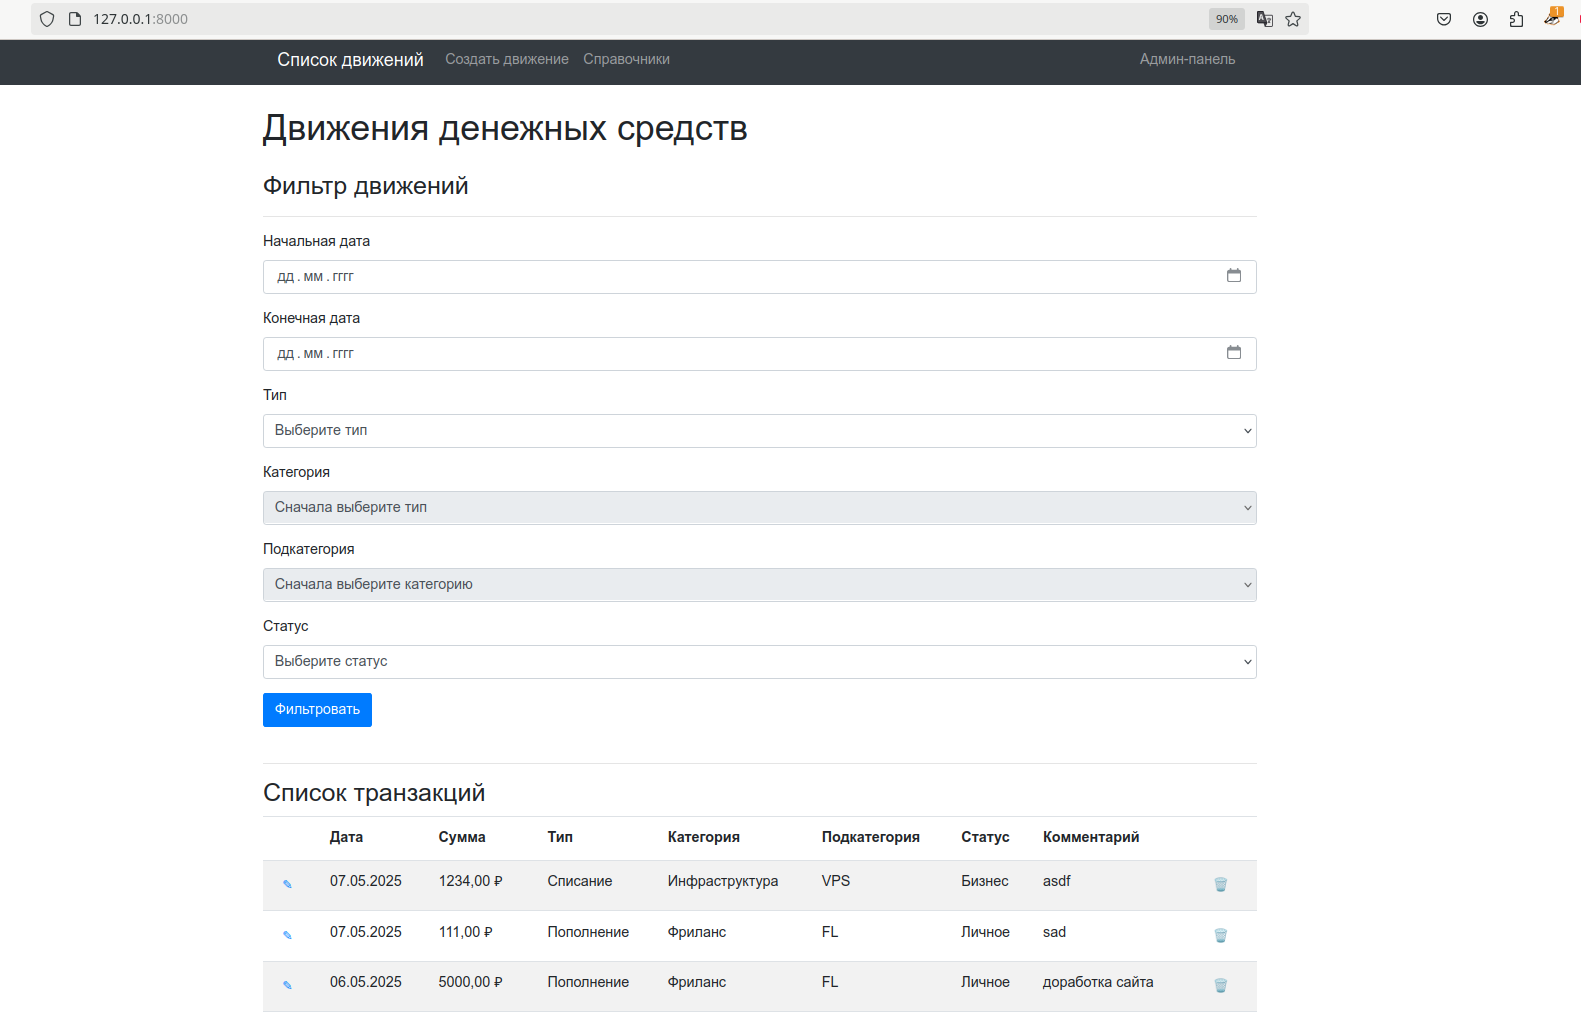 127.0.0.1:8000 90% 1
Список движений Создать движение Справочники Админ-панель
Движения денежных средств
Фильтр движений
Начальная дата
дд . мм . гггг
Конечная дата
дд . мм . гггг
Тип
Выберите тип
Категория
Сначала выберите тип
Подкатегория
Сначала выберите категорию
Статус
Выберите статус
Фильтровать
Список транзакций
Дата Сумма Тип Категория Подкатегория Статус Комментарий
07.05.2025 1234,00 ₽ Списание Инфраструктура VPS Бизнес asdf
07.05.2025 111,00 ₽ Пополнение Фриланс FL Личное sad
06.05.2025 5000,00 ₽ Пополнение Фриланс FL Личное доработка сайта